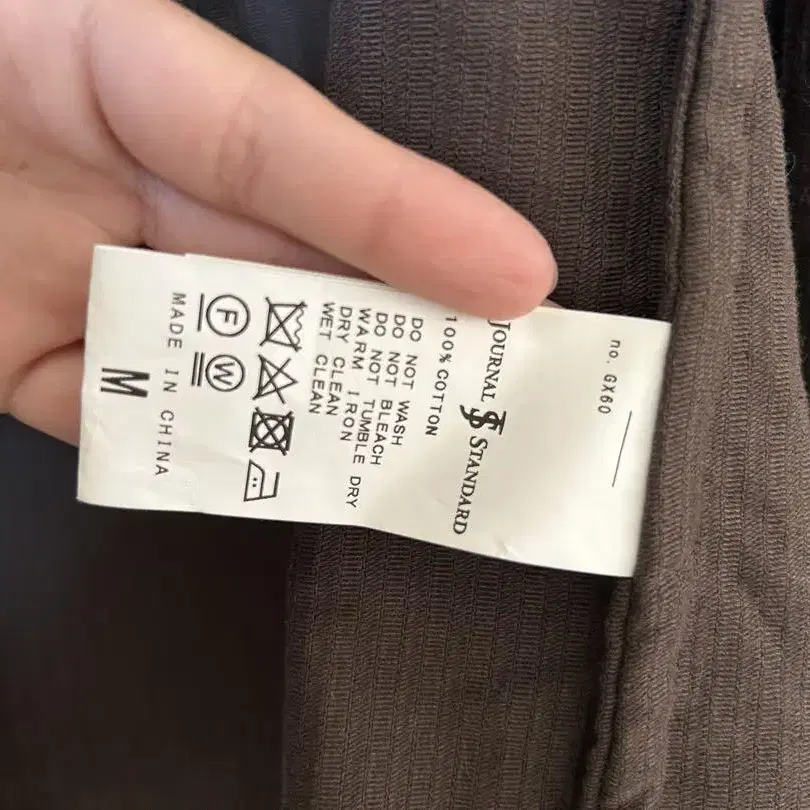 no. GX60
JOURNAL JS STANDARD
100% COTTON
DO NOT WASH
DO NOT BLEACH
DO NOT TUMBLE DRY
WARM IRON
DRY CLEAN
WET CLEAN
F W
MADE IN CHINA
M